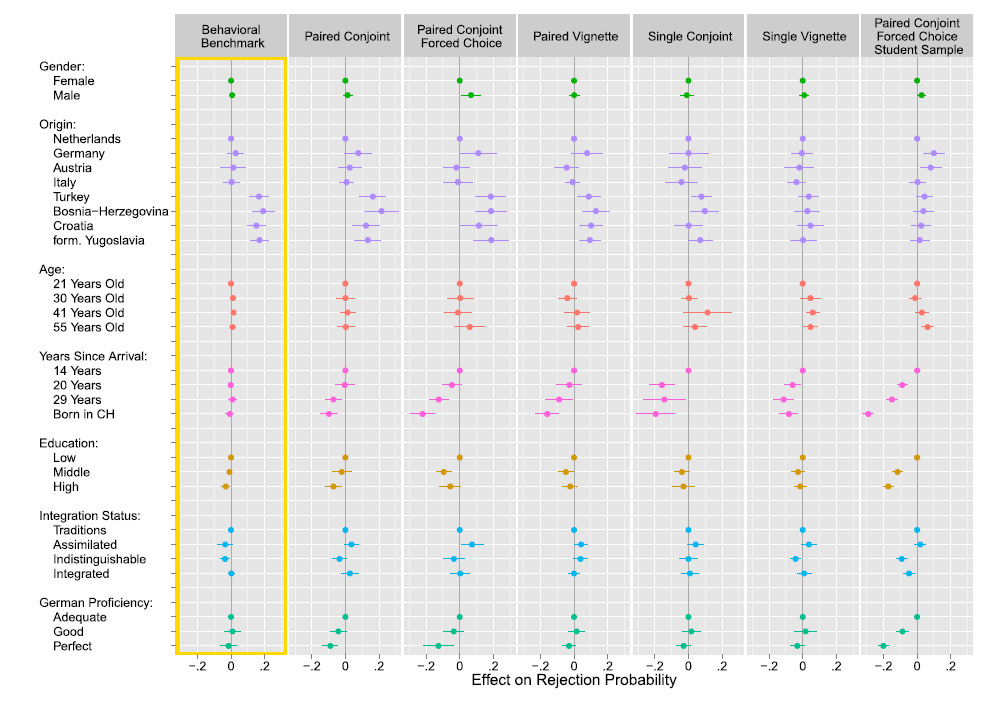 Behavioral
Benchmark
Paired Conjoint
Paired Conjoint
Forced Choice
Paired Vignette
Single Conjoint
Single Vignette
Paired Conjoint
Forced Choice
Student Sample
Gender:
Female
Male
Origin:
Netherlands
Germany
Austria
Italy
Turkey
Bosnia−Herzegovina
Croatia
form. Yugoslavia
Age:
21 Years Old
30 Years Old
41 Years Old
55 Years Old
Years Since Arrival:
14 Years
20 Years
29 Years
Born in CH
Education:
Low
Middle
High
Integration Status:
Traditions
Assimilated
Indistinguishable
Integrated
German Proficiency:
Adequate
Good
Perfect
−.2 0 .2 −.2 0 .2 −.2 0 .2 −.2 0 .2 −.2 0 .2 −.2 0 .2 −.2 0 .2
Effect on Rejection Probability